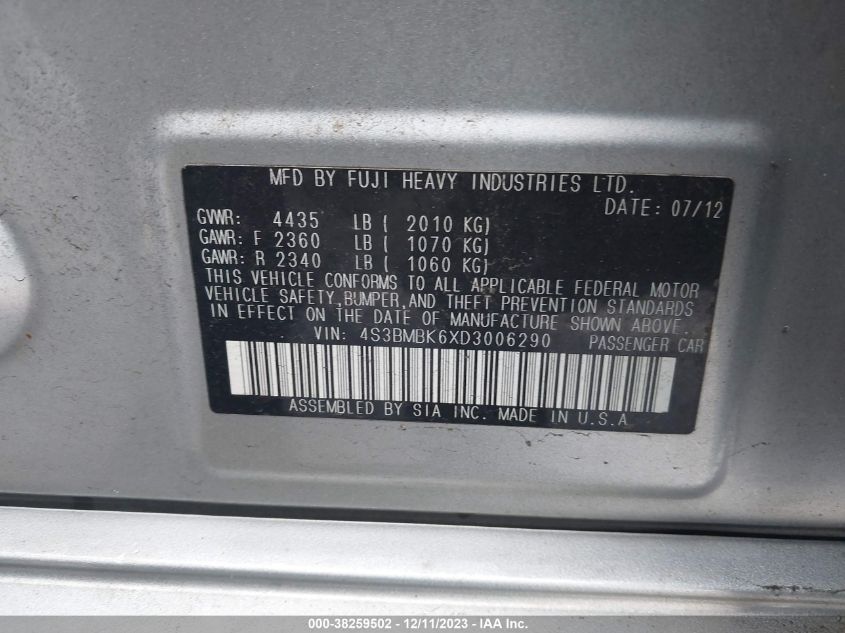 MFD BY FUJI HEAVY INDUSTRIES LTD.
DATE: 07/12
GVWR: 4435 LB ( 2010 KG)
GAWR: F 2360 LB ( 1070 KG)
GAWR: R 2340 LB ( 1060 KG)
THIS VEHICLE CONFORMS TO ALL APPLICABLE FEDERAL MOTOR
VEHICLE SAFETY,BUMPER,AND THEFT PREVENTION STANDARDS
IN EFFECT ON THE DATE OF MANUFACTURE SHOWN ABOVE.
VIN: 4S3BMBK6XD3006290 PASSENGER CAR
ASSEMBLED BY SIA INC. MADE IN U.S.A
000-38259502 - 12/11/2023 - IAA Inc.